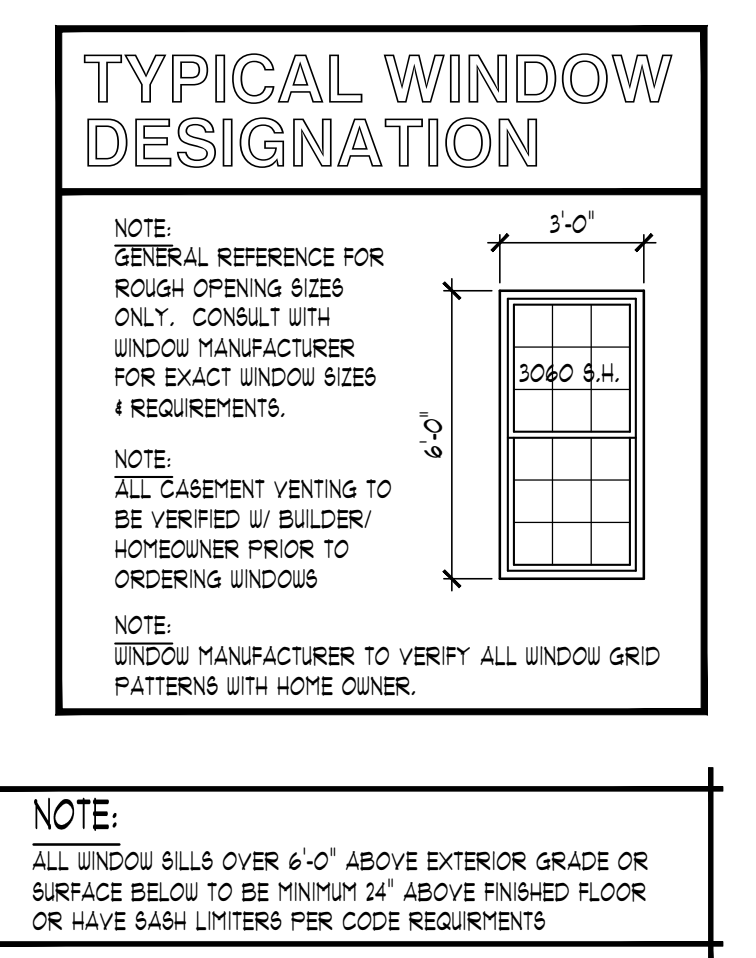 TYPICAL WINDOW
DESIGNATION
NOTE:
GENERAL REFERENCE FOR
ROUGH OPENING SIZES
ONLY. CONSULT WITH
WINDOW MANUFACTURER
FOR EXACT WINDOW SIZES
& REQUIREMENTS.
NOTE:
ALL CASEMENT VENTING TO
BE VERIFIED W/ BUILDER/
HOMEOWNER PRIOR TO
ORDERING WINDOWS
3'-0"
6'-0"
3060 S.H.
NOTE:
WINDOW MANUFACTURER TO VERIFY ALL WINDOW GRID
PATTERNS WITH HOME OWNER.
NOTE:
ALL WINDOW SILLS OVER 6'-0" ABOVE EXTERIOR GRADE OR
SURFACE BELOW TO BE MINIMUM 24" ABOVE FINISHED FLOOR
OR HAVE SASH LIMITERS PER CODE REQUIRMENTS